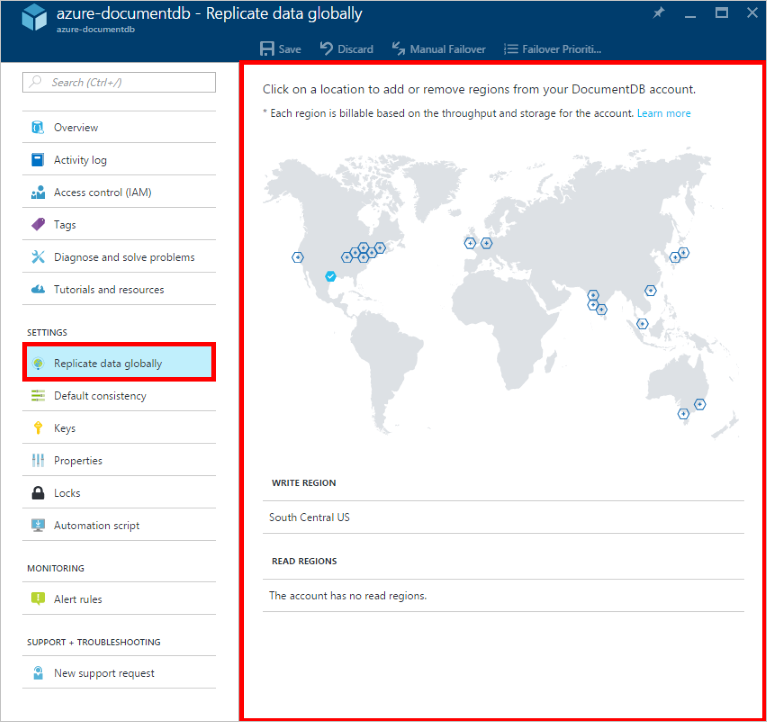 azure-documentdb - Replicate data globally
azure-documentdb
Save Discard Manual Failover Failover Prioriti...
Search (Ctrl+/)
Overview
Activity log
Access control (IAM)
Tags
Diagnose and solve problems
Tutorials and resources
SETTINGS
Replicate data globally
Default consistency
Keys
Properties
Locks
Automation script
MONITORING
Alert rules
SUPPORT + TROUBLESHOOTING
New support request
Click on a location to add or remove regions from your DocumentDB account.
* Each region is billable based on the throughput and storage for the account. Learn more
WRITE REGION
South Central US
READ REGIONS
The account has no read regions.